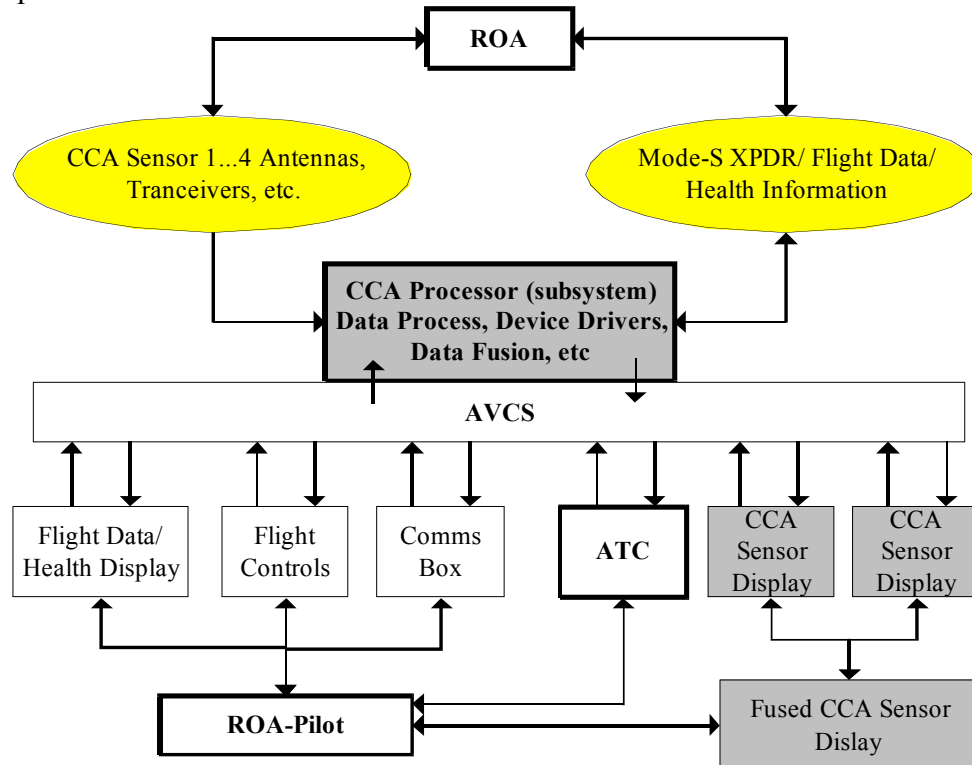 ROA
CCA Sensor 1...4 Antennas,
Tranceivers, etc.
Mode-S XPDR/ Flight Data/
Health Information
CCA Processor (subsystem)
Data Process, Device Drivers,
Data Fusion, etc
AVCS
Flight Data/
Health Display
Flight
Controls
Comms
Box
ATC
CCA
Sensor
Display
CCA
Sensor
Display
ROA-Pilot
Fused CCA Sensor
Dislay